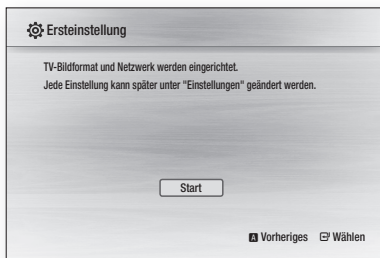 Ersteinstellung
TV-Bildformat und Netzwerk werden eingerichtet.
Jede Einstellung kann später unter "Einstellungen" geändert werden.
Start
A Vorheriges Wählen